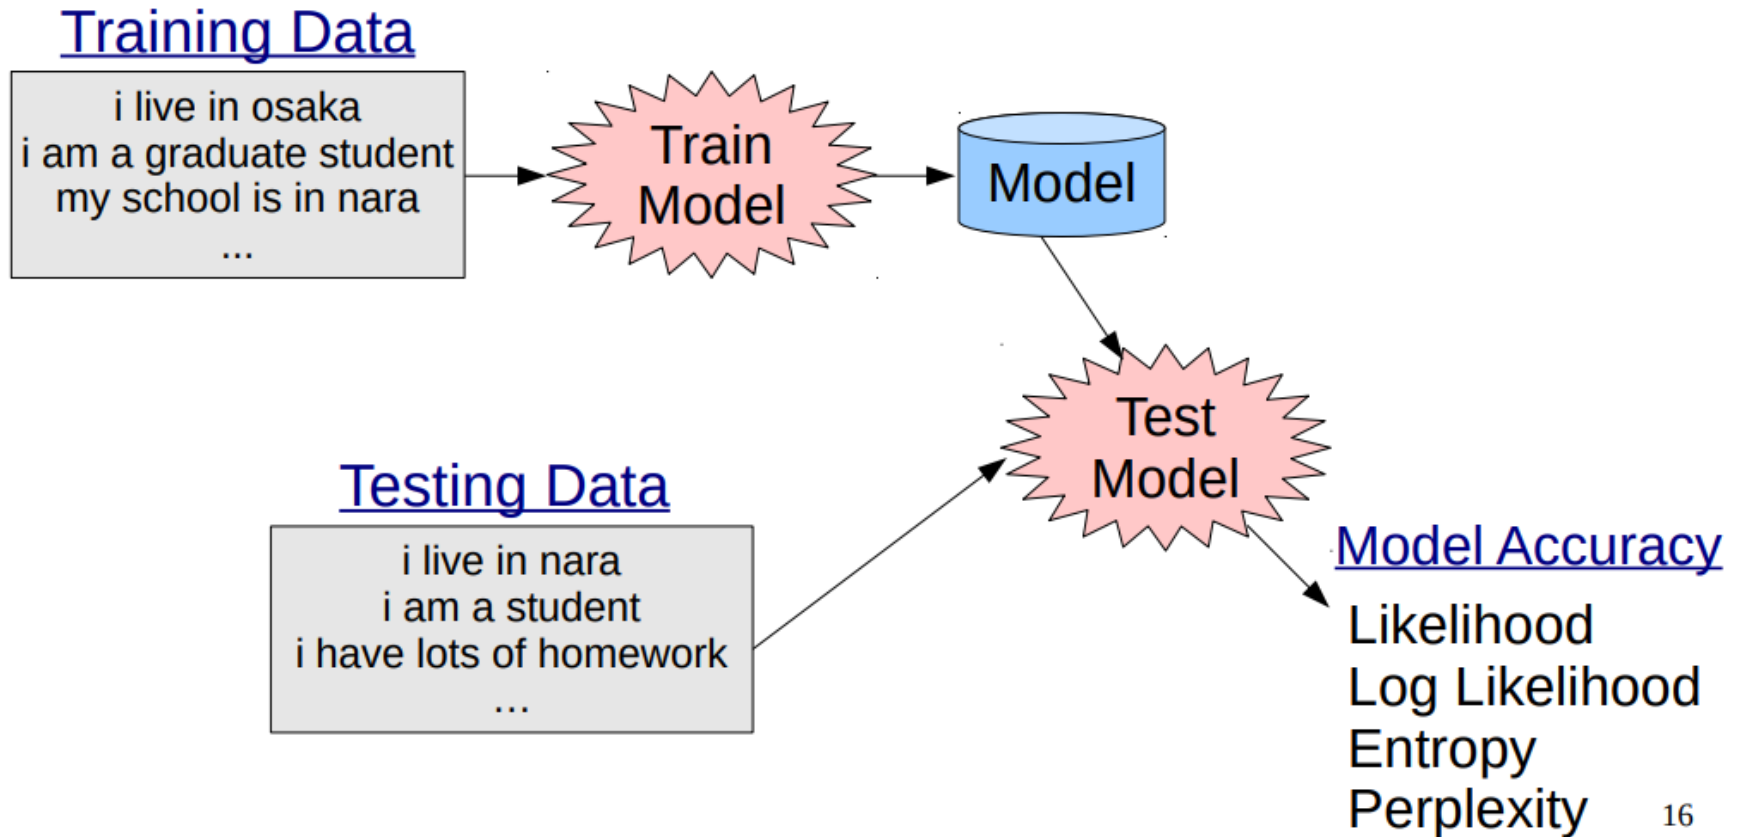 Training Data
i live in osaka
i am a graduate student
my school is in nara
...
Train
Model
Model
Testing Data
i live in nara
i am a student
i have lots of homework
...
Test
Model
Model Accuracy
Likelihood
Log Likelihood
Entropy
Perplexity
16